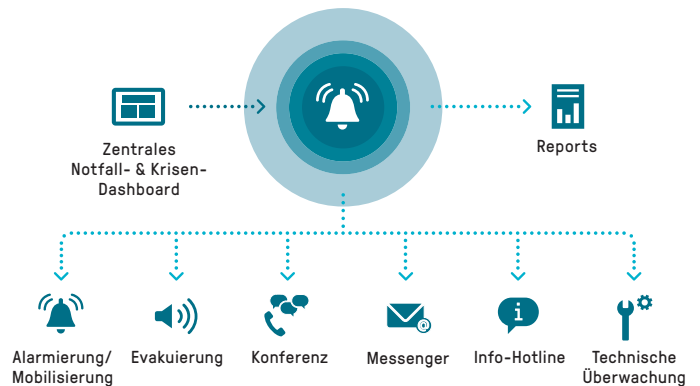 Zentrales
Notfall- & Krisen-
Dashboard
Reports
Alarmierung/
Mobilisierung
Evakuierung
Konferenz
Messenger
Info-Hotline
Technische
Überwachung